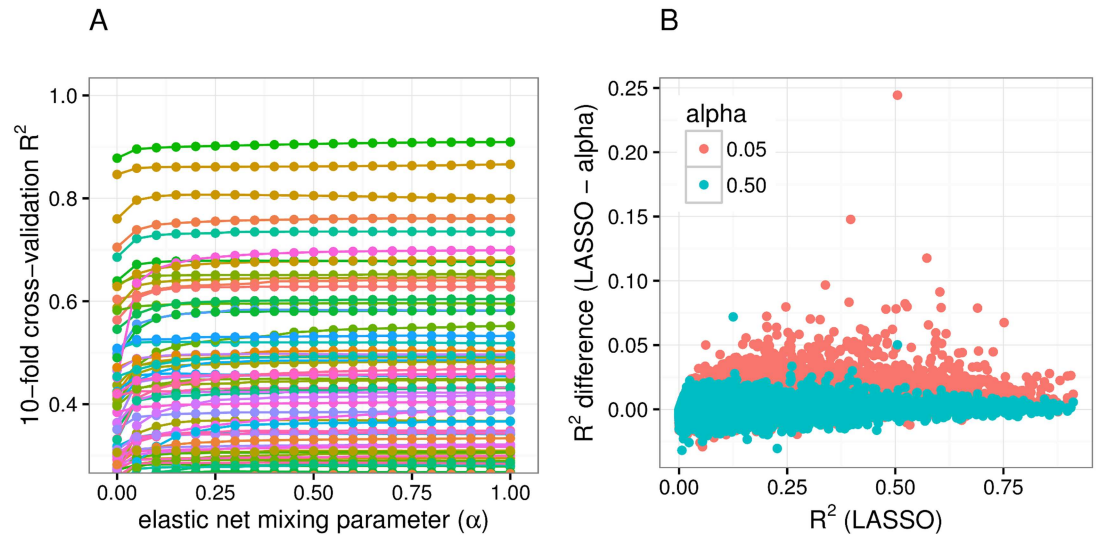 A
10−fold cross−validation R²
1.0
0.8
0.6
0.4
0.00 0.25 0.50 0.75 1.00
elastic net mixing parameter (α)
B
R² difference (LASSO − alpha)
0.25
0.20
0.15
0.10
0.05
0.00
alpha
0.05
0.50
0.00 0.25 0.50 0.75
R² (LASSO)